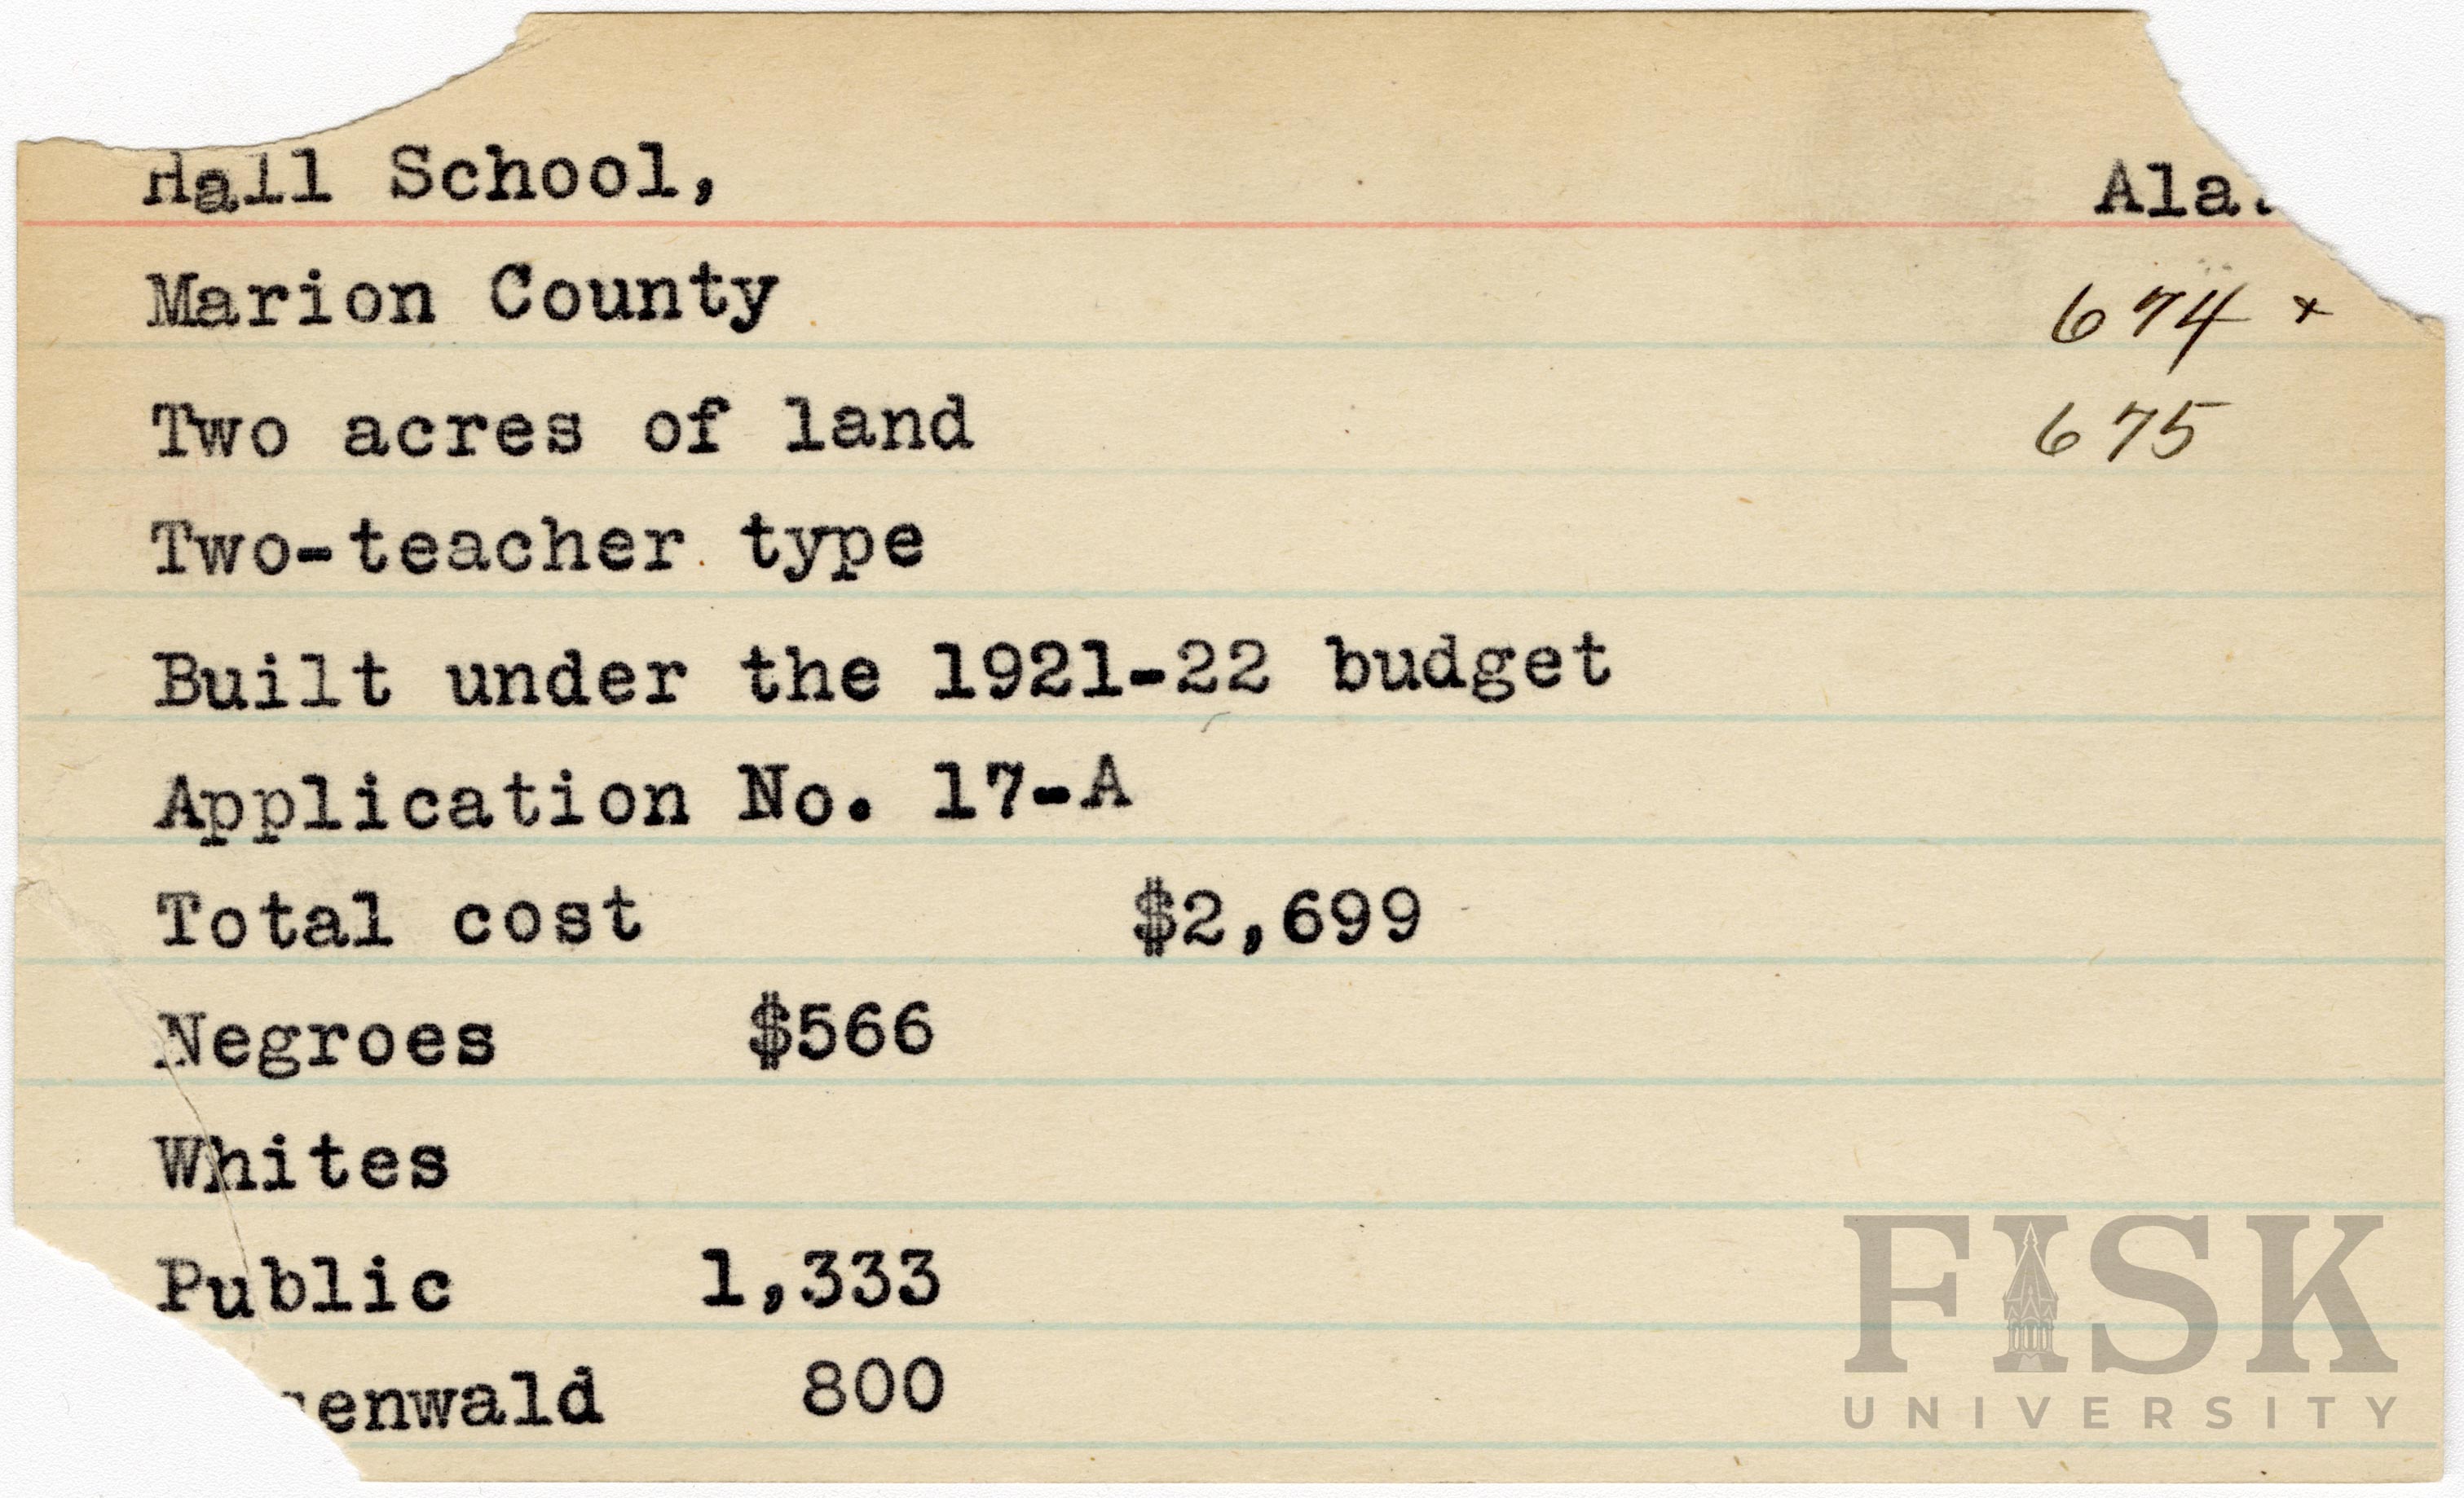 Hall School, Ala.
Marion County 674 x
Two acres of land 675
Two-teacher type
Built under the 1921-22 budget
Application No. 17-A
Total cost $2,699
Negroes $566
Whites
Public 1,333
enwald 800
FISK
UNIVERSITY